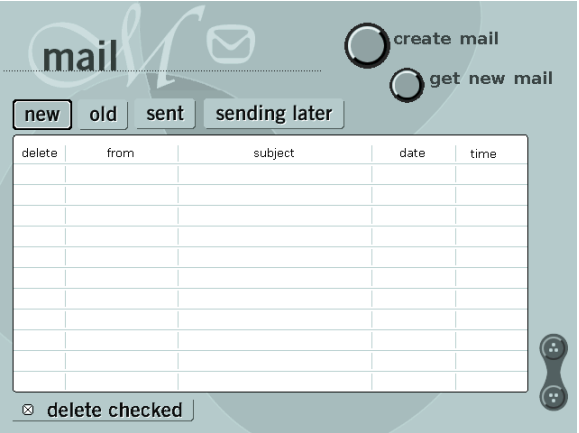 mail
create mail
get new mail
new old sent sending later
delete from subject date time
delete checked